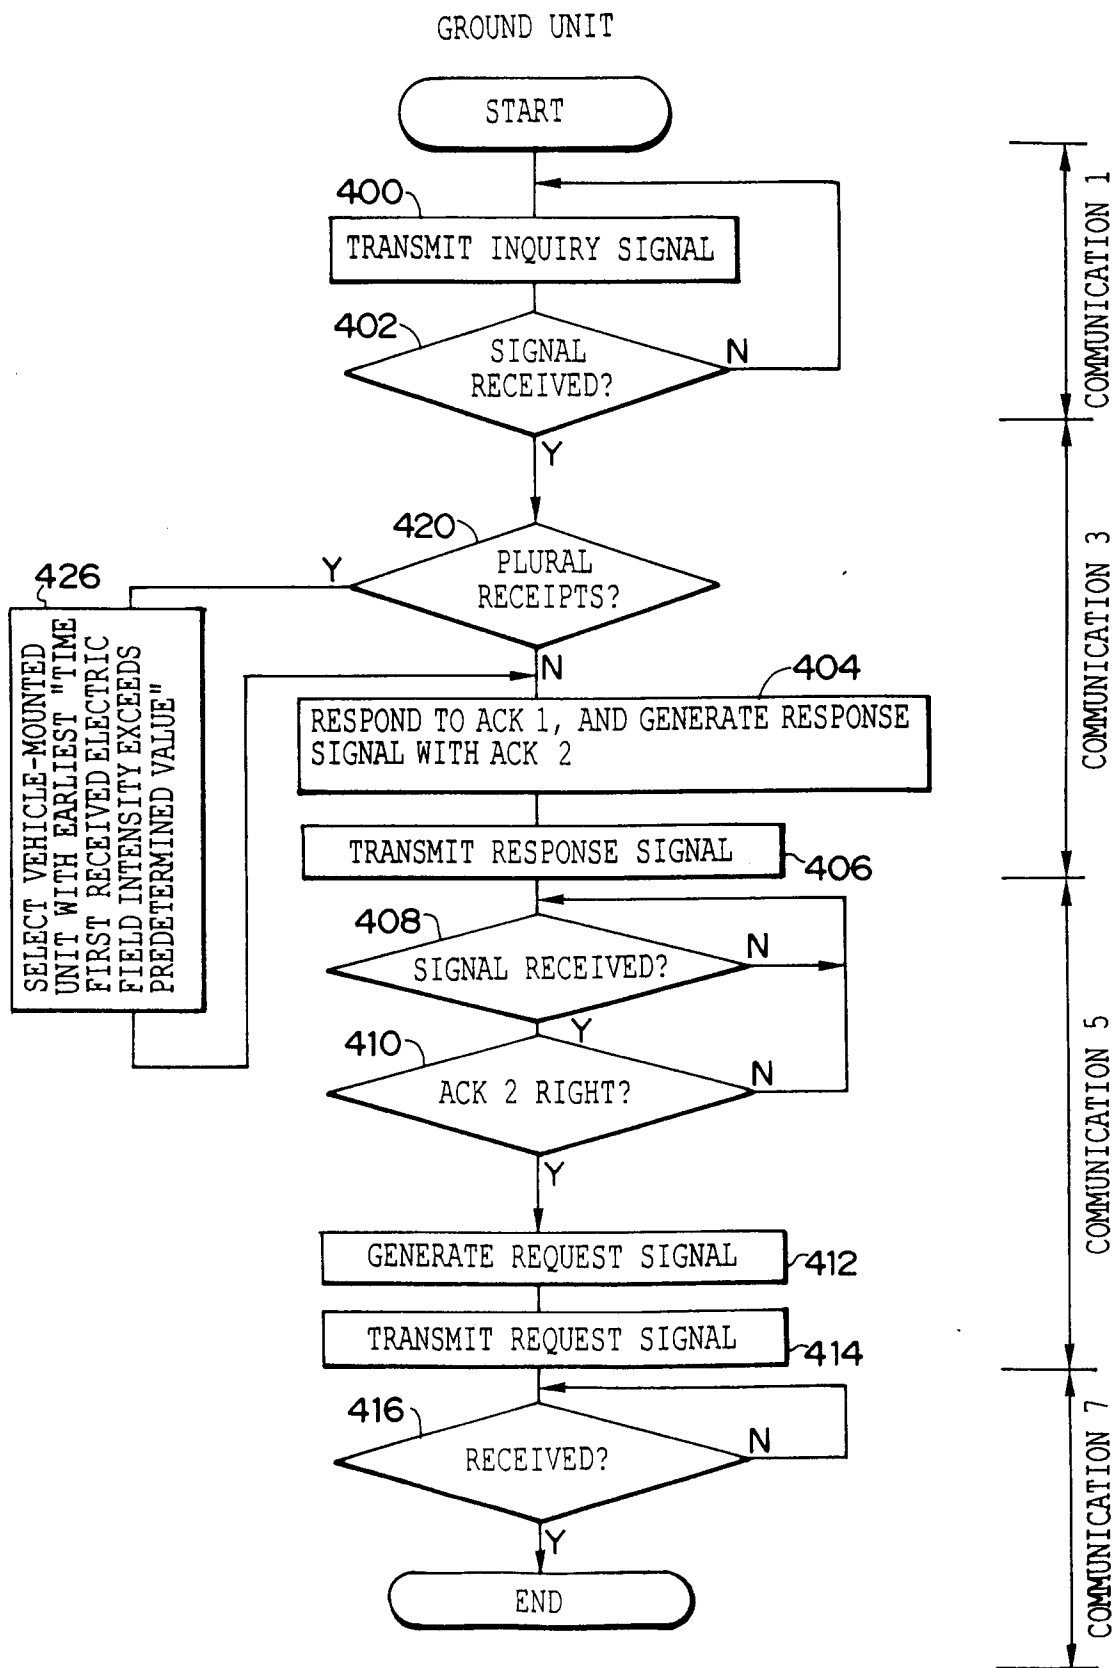 GROUND UNIT
START
400
TRANSMIT INQUIRY SIGNAL
402
SIGNAL
RECEIVED?
N
Y
COMMUNICATION 1
420
PLURAL
RECEIPTS?
Y
N
426
SELECT VEHICLE-MOUNTED
UNIT WITH EARLIEST "TIME
FIRST RECEIVED ELECTRIC
FIELD INTENSITY EXCEEDS
PREDETERMINED VALUE"
404
RESPOND TO ACK 1, AND GENERATE RESPONSE
SIGNAL WITH ACK 2
TRANSMIT RESPONSE SIGNAL
406
COMMUNICATION 3
408
SIGNAL RECEIVED?
N
Y
410
ACK 2 RIGHT?
N
Y
GENERATE REQUEST SIGNAL
412
TRANSMIT REQUEST SIGNAL
414
COMMUNICATION 5
416
RECEIVED?
N
Y
END
COMMUNICATION 7